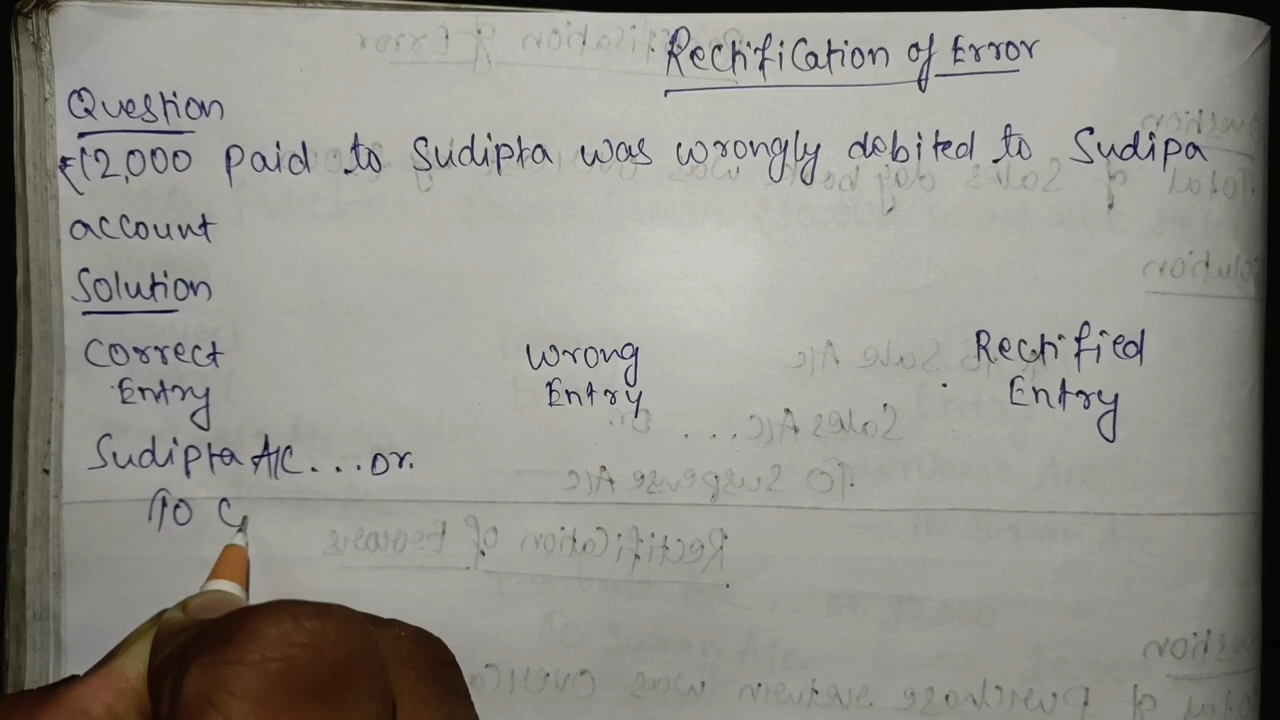 Rectification of Error
Question
₹12,000 paid to Sudipta was wrongly debited to Sudipa
account
Solution
Correct Entry
Wrong Entry
Rectified Entry
Sudipta A/C...Dr.
To C